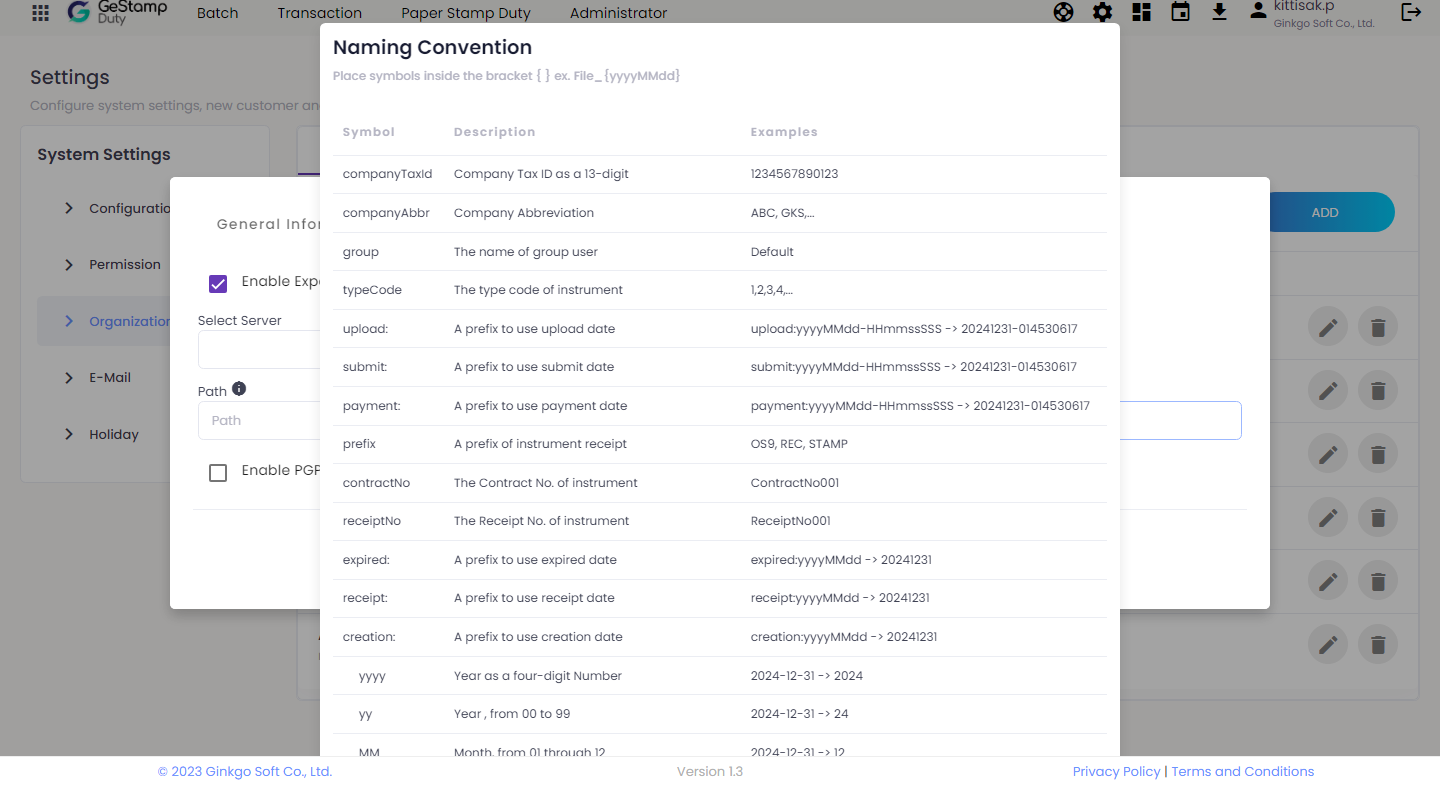 GeStamp
Duty
Batch Transaction Paper Stamp Duty Administrator
kittisak.p
Ginkgo Soft Co., Ltd.
Settings
Configure system settings, new customer an
System Settings
Configuratio
Permission
Organization
E-Mail
Holiday
ADD
General Infor
Enable Expo
Select Server
Path
Path
Enable PGP
Naming Convention
Place symbols inside the bracket { } ex. File_{yyyyMMdd}
Symbol Description Examples
companyTaxId Company Tax ID as a 13-digit 1234567890123
companyAbbr Company Abbreviation ABC, GKS,...
group The name of group user Default
typeCode The type code of instrument 1,2,3,4,...
upload: A prefix to use upload date upload:yyyyMMdd-HHmmssSSS -> 20241231-014530617
submit: A prefix to use submit date submit:yyyyMMdd-HHmmssSSS -> 20241231-014530617
payment: A prefix to use payment date payment:yyyyMMdd-HHmmssSSS -> 20241231-014530617
prefix A prefix of instrument receipt OS9, REC, STAMP
contractNo The Contract No. of instrument ContractNo001
receiptNo The Receipt No. of instrument ReceiptNo001
expired: A prefix to use expired date expired:yyyyMMdd -> 20241231
receipt: A prefix to use receipt date receipt:yyyyMMdd -> 20241231
creation: A prefix to use creation date creation:yyyyMMdd -> 20241231
yyyy Year as a four-digit Number 2024-12-31 -> 2024
yy Year , from 00 to 99 2024-12-31 -> 24
MM Month, from 01 through 12 2024-12-31 -> 12
© 2023 Ginkgo Soft Co., Ltd. Version 1.3 Privacy Policy | Terms and Conditions